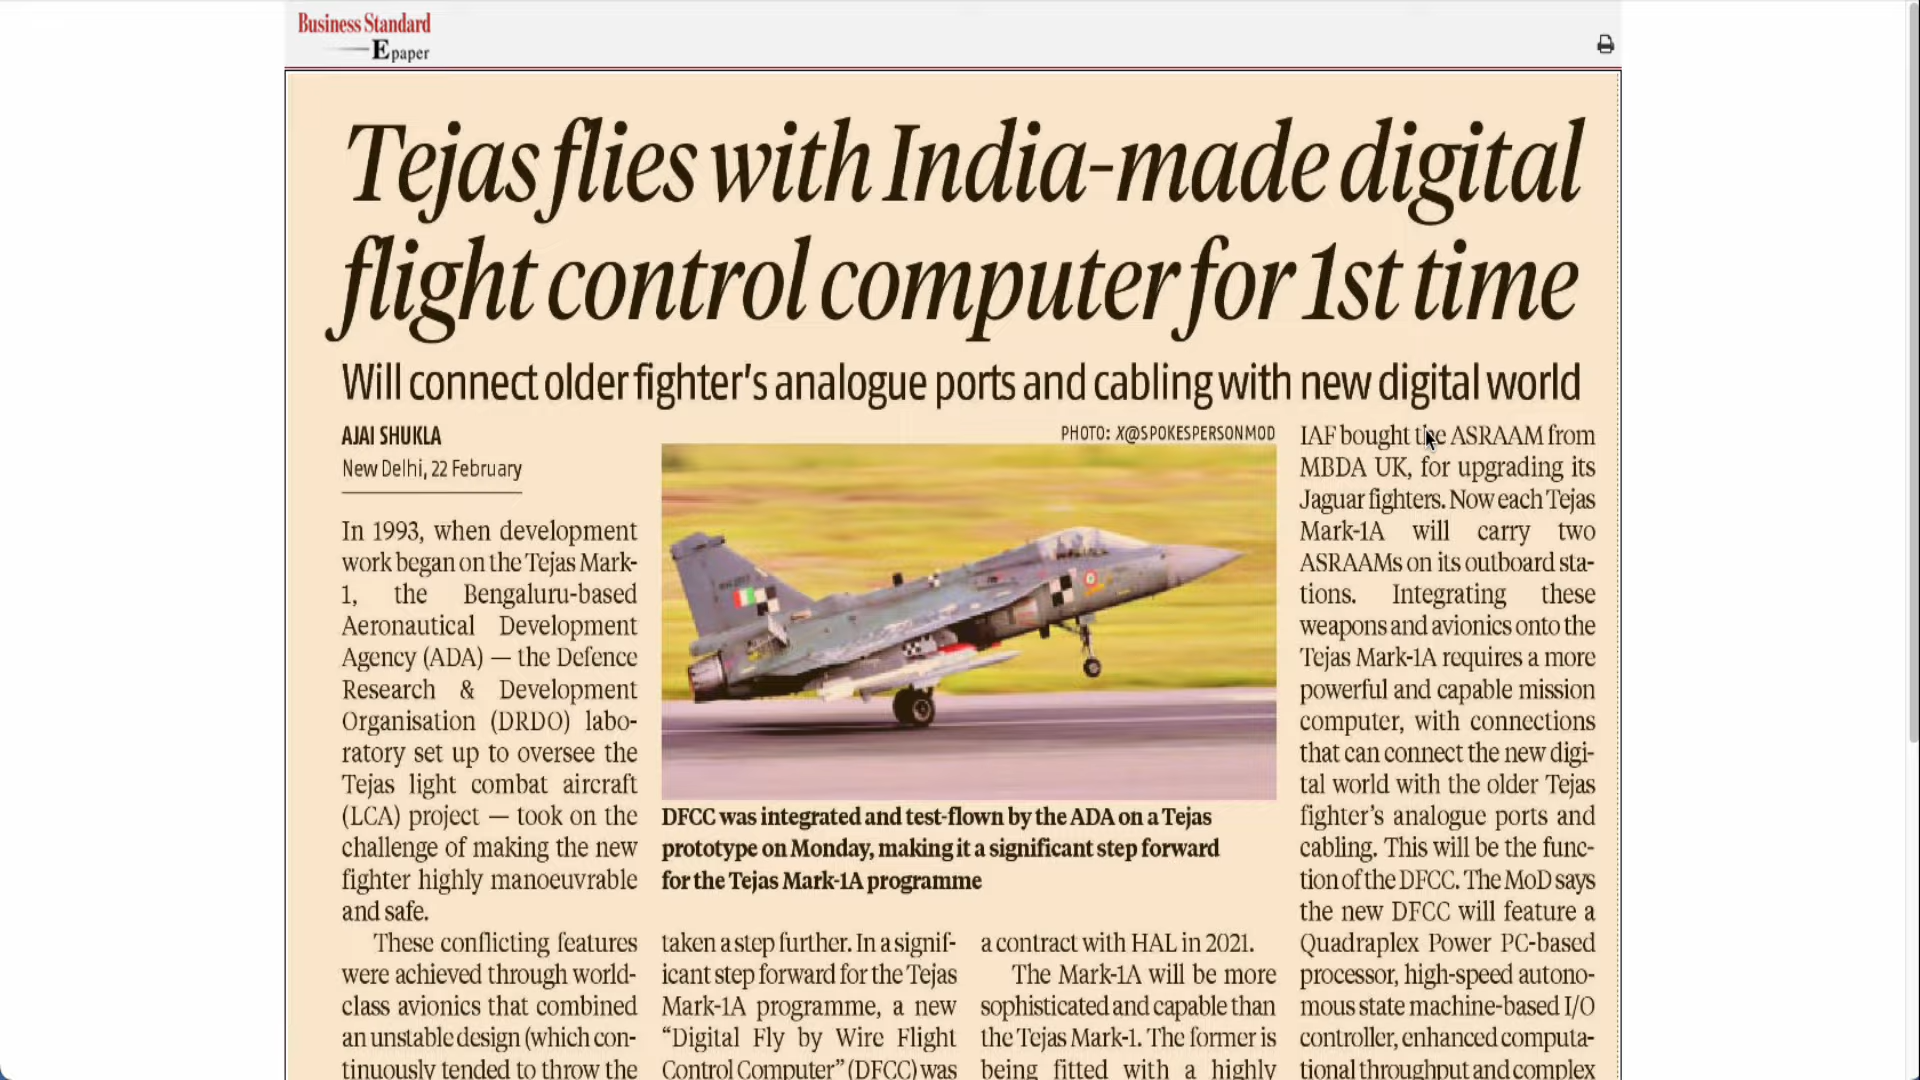 Business Standard
Epaper
Tejas flies with India-made digital
flight control computer for 1st time
Will connect older fighter's analogue ports and cabling with new digital world
AJAI SHUKLA
New Delhi, 22 February
In 1993, when development
work began on the Tejas Mark-
1, the Bengaluru-based
Aeronautical Development
Agency (ADA) — the Defence
Research & Development
Organisation (DRDO) labo-
ratory set up to oversee the
Tejas light combat aircraft
(LCA) project — took on the
challenge of making the new
fighter highly manoeuvrable
and safe.
These conflicting features
were achieved through world-
class avionics that combined
an unstable design (which con-
tinuously tended to throw the
PHOTO: X@SPOKESPERSONMOD
DFCC was integrated and test-flown by the ADA on a Tejas
prototype on Monday, making it a significant step forward
for the Tejas Mark-1A programme
taken a step further. In a signif-
icant step forward for the Tejas
Mark-1A programme, a new
“Digital Fly by Wire Flight
Control Computer” (DFCC) was
a contract with HAL in 2021.
The Mark-1A will be more
sophisticated and capable than
the Tejas Mark-1. The former is
being fitted with a highly
IAF bought the ASRAAM from
MBDA UK, for upgrading its
Jaguar fighters. Now each Tejas
Mark-1A will carry two
ASRAAMs on its outboard sta-
tions. Integrating these
weapons and avionics onto the
Tejas Mark-1A requires a more
powerful and capable mission
computer, with connections
that can connect the new digi-
tal world with the older Tejas
fighter's analogue ports and
cabling. This will be the func-
tion of the DFCC. The MoD says
the new DFCC will feature a
Quadraplex Power PC-based
processor, high-speed autono-
mous state machine-based I/O
controller, enhanced computa-
tional throughput and complex